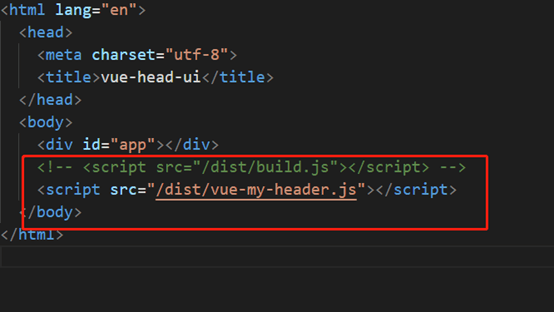 <html lang="en">
<head>
<meta charset="utf-8">
<title>vue-head-ui</title>
</head>
<body>
<div id="app"></div>
<!-- <script src="/dist/build.js"></script> -->
<script src="/dist/vue-my-header.js"></script>
</body>
</html>